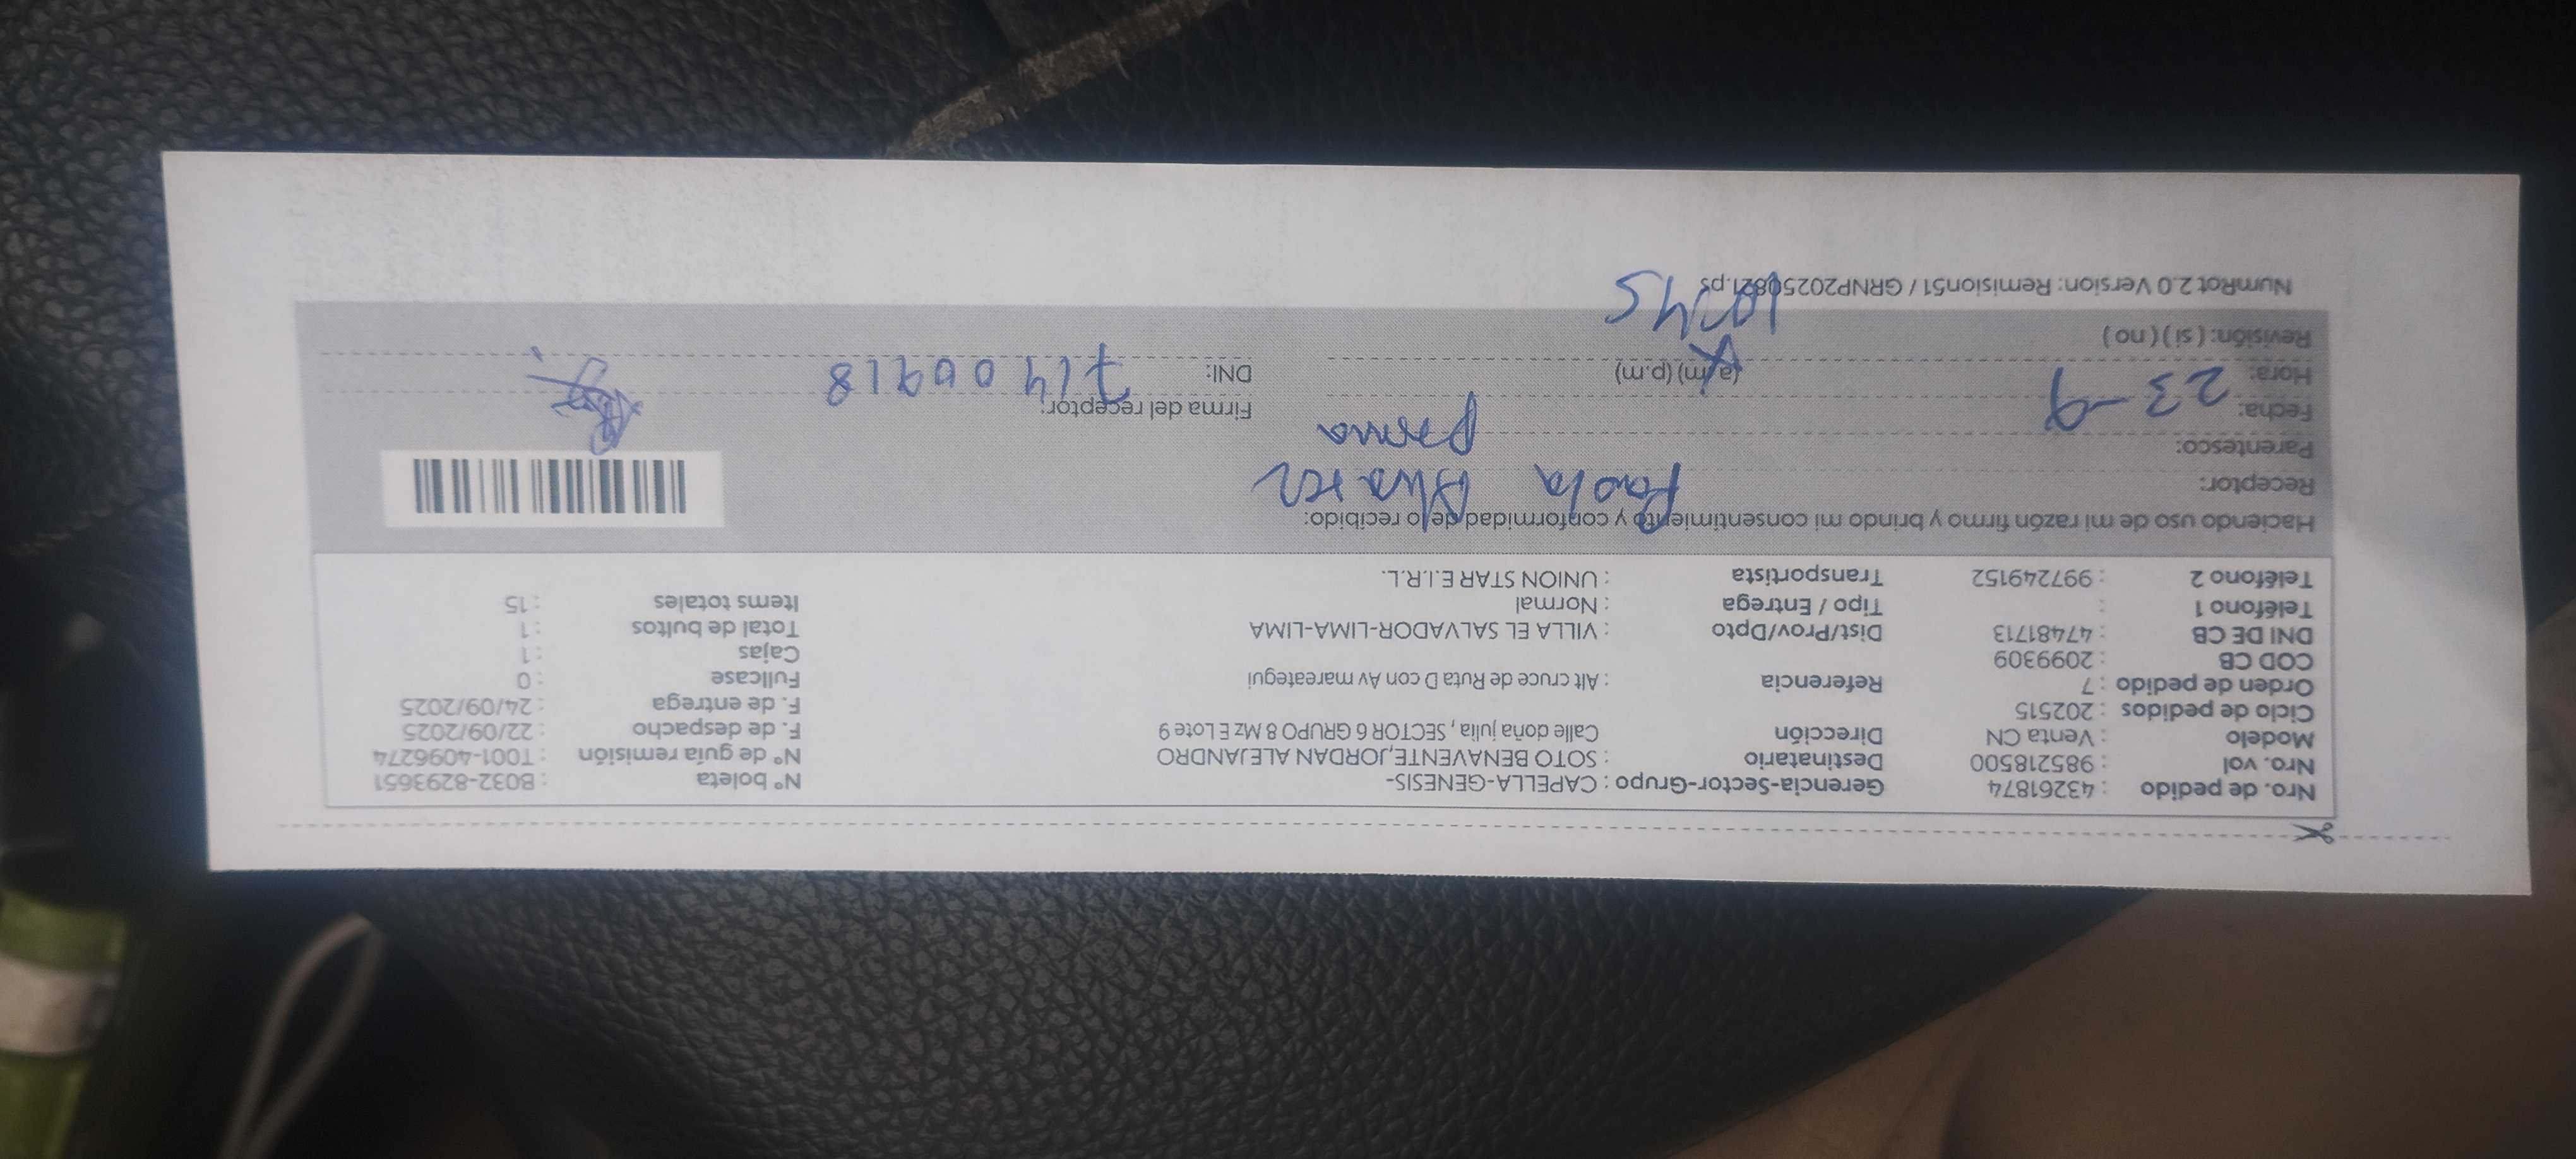 Nro. de pedido : 43261874 Gerencia-Sector-Grupo : CAPELLA-GENESIS- N° boleta : B032-8293651
Nro. vol : 985218500 Destinatario : SOTO BENAVENTE,JORDAN ALEJANDRO N° de guía remisión : T001-4096274
Modelo : Venta CN Dirección Calle doña julia , SECTOR 6 GRUPO 8 Mz E Lote 9 F. de despacho : 22/09/2025
Ciclo de pedidos : 202515 F. de entrega : 24/09/2025
Orden de pedido : 7 Referencia : Alt cruce de Ruta D con Av mareategui Fullcase : 0
COD CB : 2099309 Cajas : 1
DNI DE CB : 47481713 Dist/Prov/Dpto : VILLA EL SALVADOR-LIMA-LIMA Total de bultos : 1
Teléfono 1 : Tipo / Entrega : Normal Items totales : 15
Teléfono 2 : 997249152 Transportista : UNION STAR E.I.R.L.
Haciendo uso de mi razón firmo y brindo mi consentimiento y conformidad de lo recibido:
Receptor: Paola
Parentesco:
Fecha: 23-9 Firma del receptor:
Hora: (a.m) (p.m) DNI: 71400918
Revisión: ( si ) ( no ) 10:45
NumRot 2.0 Version: Remision51 / GRNP20250821.ps